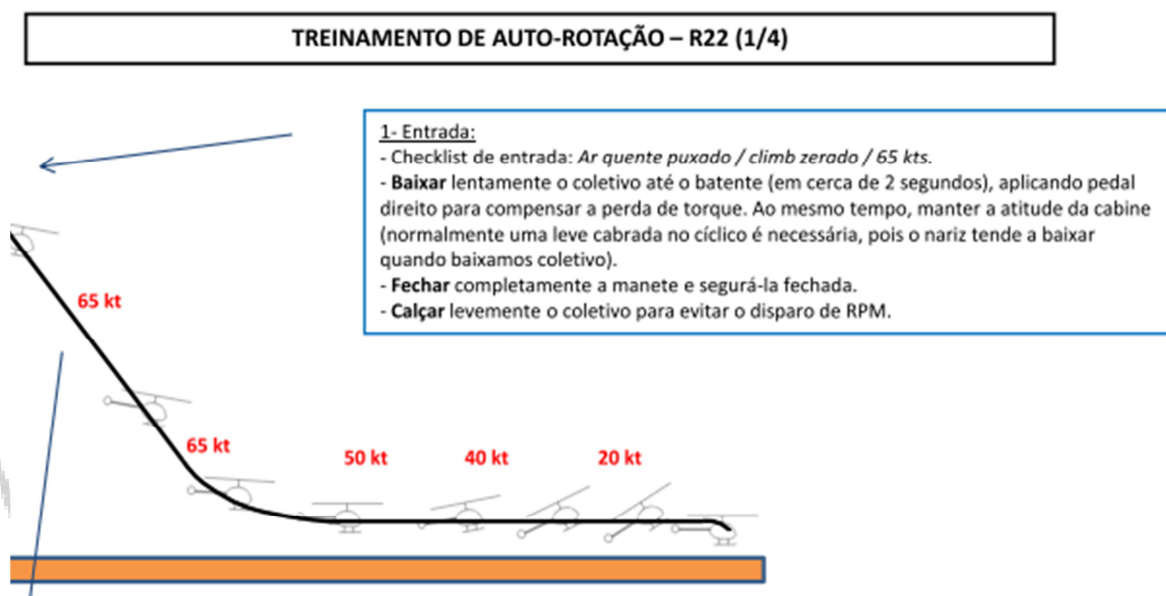 TREINAMENTO DE AUTO-ROTAÇÃO – R22 (1/4)
1- Entrada:
- Checklist de entrada: Ar quente puxado / climb zerado / 65 kts.
- Baixar lentamente o coletivo até o batente (em cerca de 2 segundos), aplicando pedal
direito para compensar a perda de torque. Ao mesmo tempo, manter a atitude da cabine
(normalmente uma leve cabrada no cíclico é necessária, pois o nariz tende a baixar
quando baixamos coletivo).
- Fechar completamente a manete e segurá-la fechada.
- Calçar levemente o coletivo para evitar o disparo de RPM.
65 kt
65 kt
50 kt
40 kt
20 kt